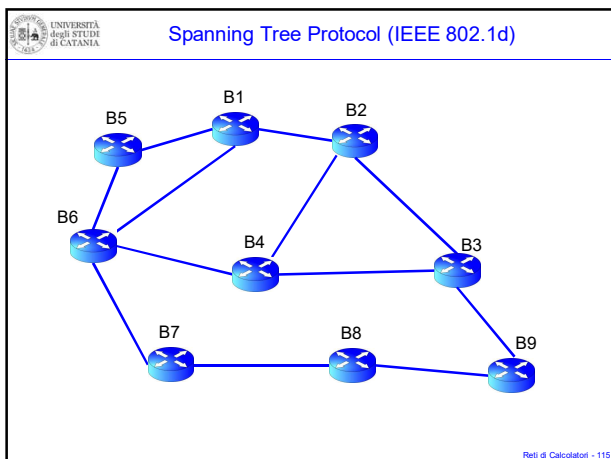 UNIVERSITÀ
degli STUDI
di CATANIA
Spanning Tree Protocol (IEEE 802.1d)
B1
B2
B5
B6
B4
B3
B7
B8
B9
Reti di Calcolatori - 115